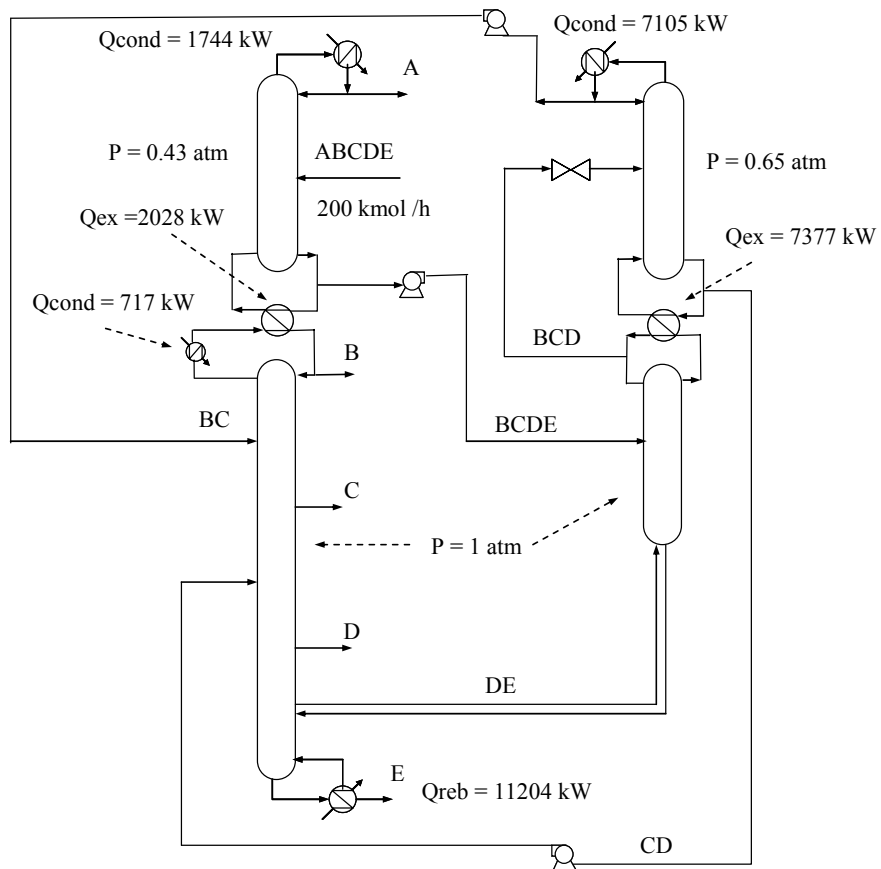 Qcond = 1744 kW
Qcond = 7105 kW
A
P = 0.43 atm
ABCDE
P = 0.65 atm
200 kmol /h
Qex =2028 kW
Qex = 7377 kW
Qcond = 717 kW
B
BCD
BC
BCDE
C
P = 1 atm
D
DE
E
Qreb = 11204 kW
CD